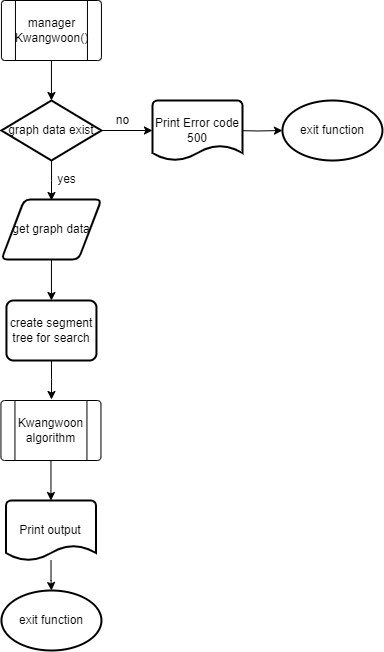 manager
Kwangwoon()
graph data exist
no
Print Error code
500
exit function
yes
get graph data
create segment
tree for search
Kwangwoon
algorithm
Print output
exit function